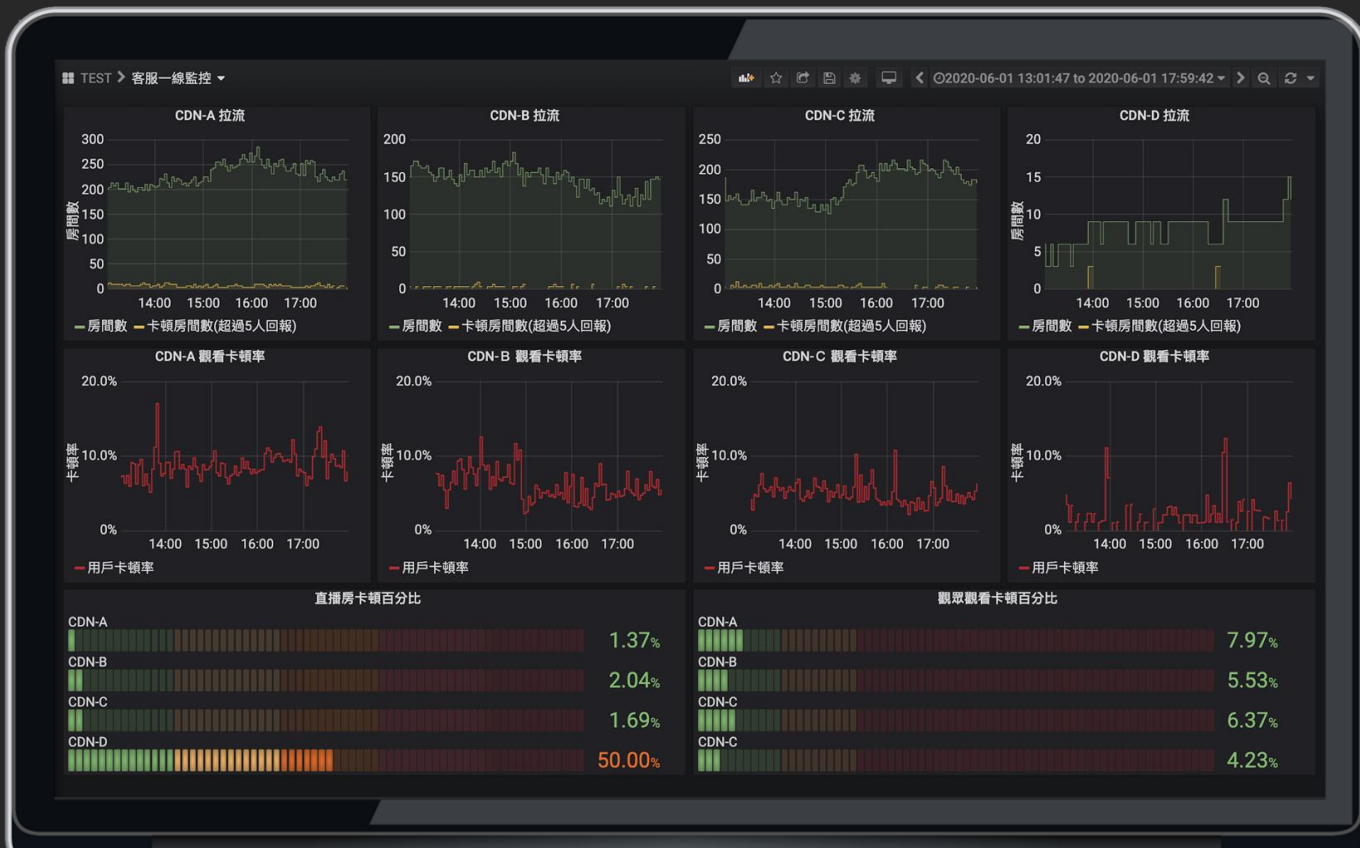 TEST > 客服一線監控
2020-06-01 13:01:47 to 2020-06-01 17:59:42
CDN-A 拉流
300
250
200
150
100
50
0
房間數
14:00 15:00 16:00 17:00
房間數 卡頓房間數(超過5人回報)
CDN-B 拉流
200
150
100
50
0
14:00 15:00 16:00 17:00
房間數 卡頓房間數(超過5人回報)
CDN-C 拉流
250
200
150
100
50
0
14:00 15:00 16:00 17:00
房間數 卡頓房間數(超過5人回報)
CDN-D 拉流
20
15
10
5
0
房間數
14:00 15:00 16:00 17:00
房間數 卡頓房間數(超過5人回報)
CDN-A 觀看卡頓率
20.0%
10.0%
0%
卡頓率
14:00 15:00 16:00 17:00
用戶卡頓率
CDN-B 觀看卡頓率
20.0%
10.0%
0%
卡頓率
14:00 15:00 16:00 17:00
用戶卡頓率
CDN-C 觀看卡頓率
20.0%
10.0%
0%
卡頓率
14:00 15:00 16:00 17:00
用戶卡頓率
CDN-D 觀看卡頓率
20.0%
10.0%
0%
卡頓率
14:00 15:00 16:00 17:00
用戶卡頓率
直播房卡頓百分比
CDN-A
1.37%
CDN-B
2.04%
CDN-C
1.69%
CDN-D
50.00%
觀眾觀看卡頓百分比
CDN-A
7.97%
CDN-B
5.53%
CDN-C
6.37%
CDN-C
4.23%